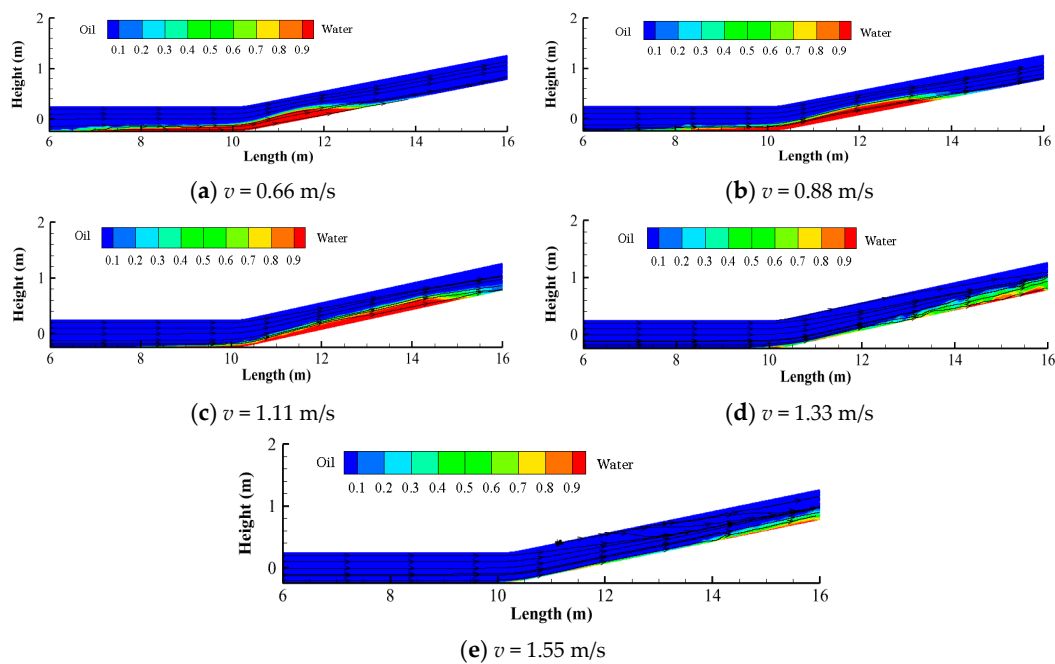 2
Oil
Water
0.1 0.2 0.3 0.4 0.5 0.6 0.7 0.8 0.9
Height (m)
1
0
6 8 10 12 14 16
Length (m)
(a) v = 0.66 m/s
2
Oil
Water
0.1 0.2 0.3 0.4 0.5 0.6 0.7 0.8 0.9
Height (m)
1
0
6 8 10 12 14 16
Length (m)
(b) v = 0.88 m/s
2
Oil
Water
0.1 0.2 0.3 0.4 0.5 0.6 0.7 0.8 0.9
Height (m)
1
0
6 8 10 12 14 16
Length (m)
(c) v = 1.11 m/s
2
Oil
Water
0.1 0.2 0.3 0.4 0.5 0.6 0.7 0.8 0.9
Height (m)
1
0
6 8 10 12 14 16
Length (m)
(d) v = 1.33 m/s
2
Oil
Water
0.1 0.2 0.3 0.4 0.5 0.6 0.7 0.8 0.9
Height (m)
1
0
6 8 10 12 14 16
Length (m)
(e) v = 1.55 m/s